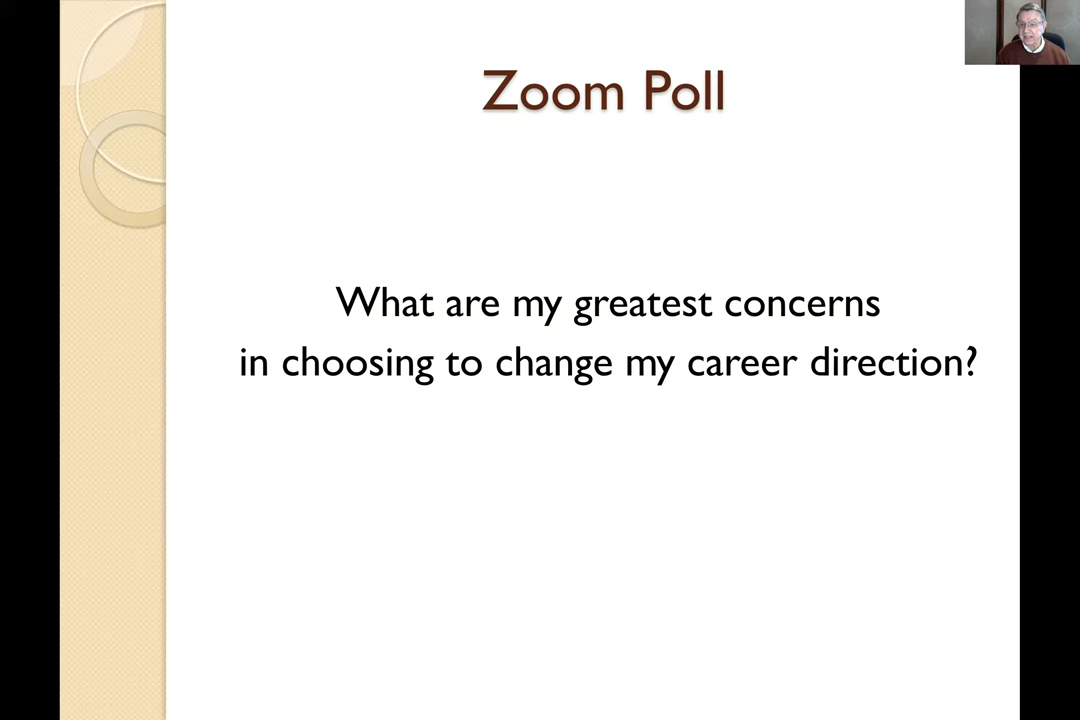 Zoom Poll
What are my greatest concerns
in choosing to change my career direction?